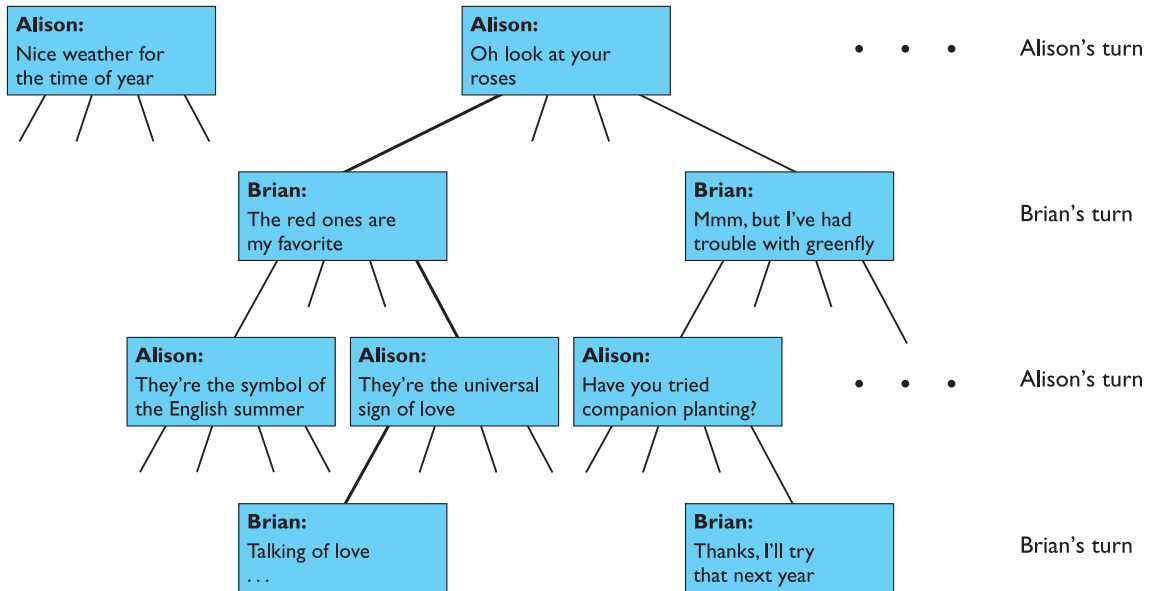 Alison:
Nice weather for
the time of year
Alison:
Oh look at your
roses
Alison's turn
Brian:
The red ones are
my favorite
Brian:
Mmm, but I've had
trouble with greenfly
Brian's turn
Alison:
They're the symbol of
the English summer
Alison:
They're the universal
sign of love
Alison:
Have you tried
companion planting?
Alison's turn
Brian:
Talking of love
. . .
Brian:
Thanks, I'll try
that next year
Brian's turn